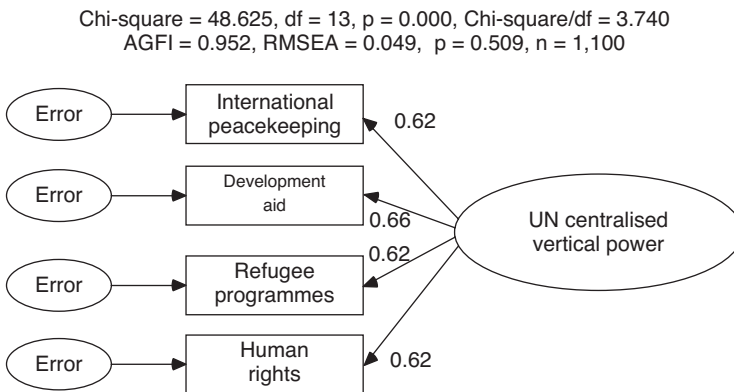 Chi-square = 48.625, df = 13, p = 0.000, Chi-square/df = 3.740
AGFI = 0.952, RMSEA = 0.049, p = 0.509, n = 1,100
Error
International
peacekeeping
0.62
Error
Development
aid
0.66
UN centralised
vertical power
0.62
Error
Refugee
programmes
Error
Human
rights
0.62